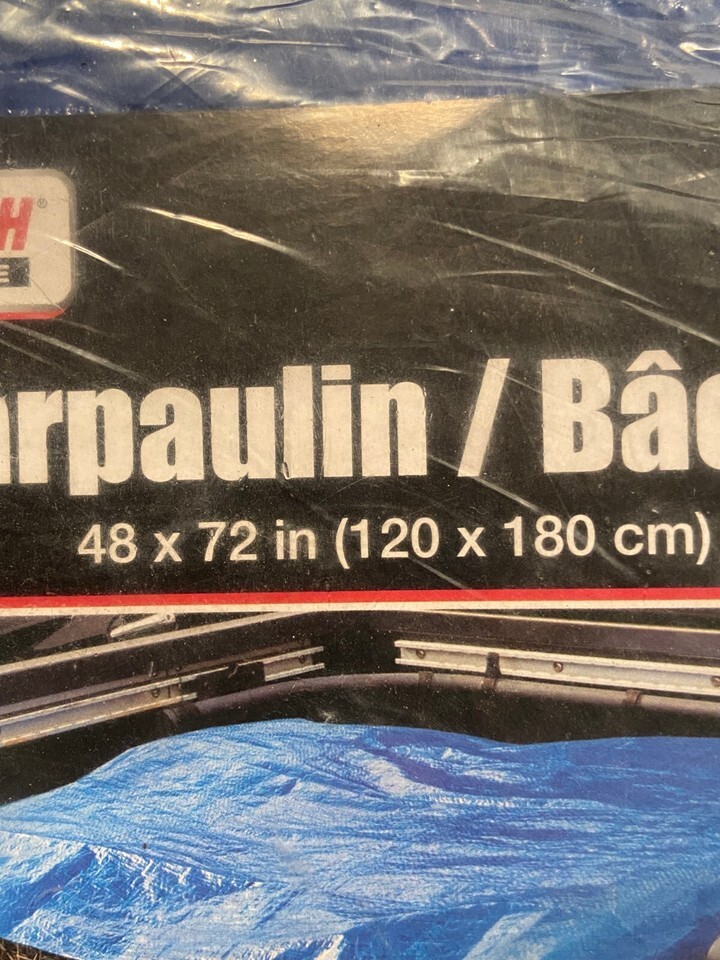 H®
E
arpaulin / Bâc
48 x 72 in (120 x 180 cm)